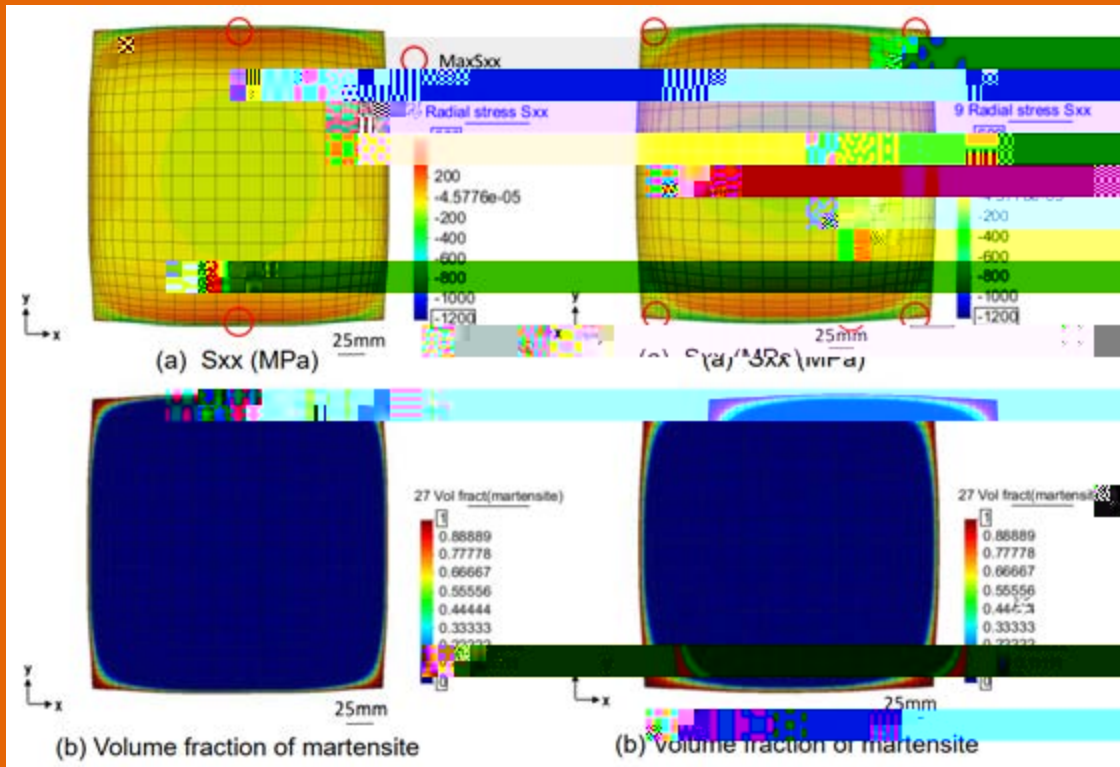 MaxSxx
Radial stress Sxx
200
-4.5776e-05
-200
-400
-600
-800
-1000
-1200
y
x
25mm
(a) Sxx (MPa)
9 Radial stress Sxx
-200
-400
-600
-800
-1000
-1200
y
x
25mm
(a) Sxx (MPa)
27 Vol fract(martensite)
1
0.88889
0.77778
0.66667
0.55556
0.44444
0.33333
0
y
x
25mm
(b) Volume fraction of martensite
27 Vol
1
0.88889
0.77778
0.66667
0.55556
0.33333
0
x
25mm
(b) Volume fraction of martensite